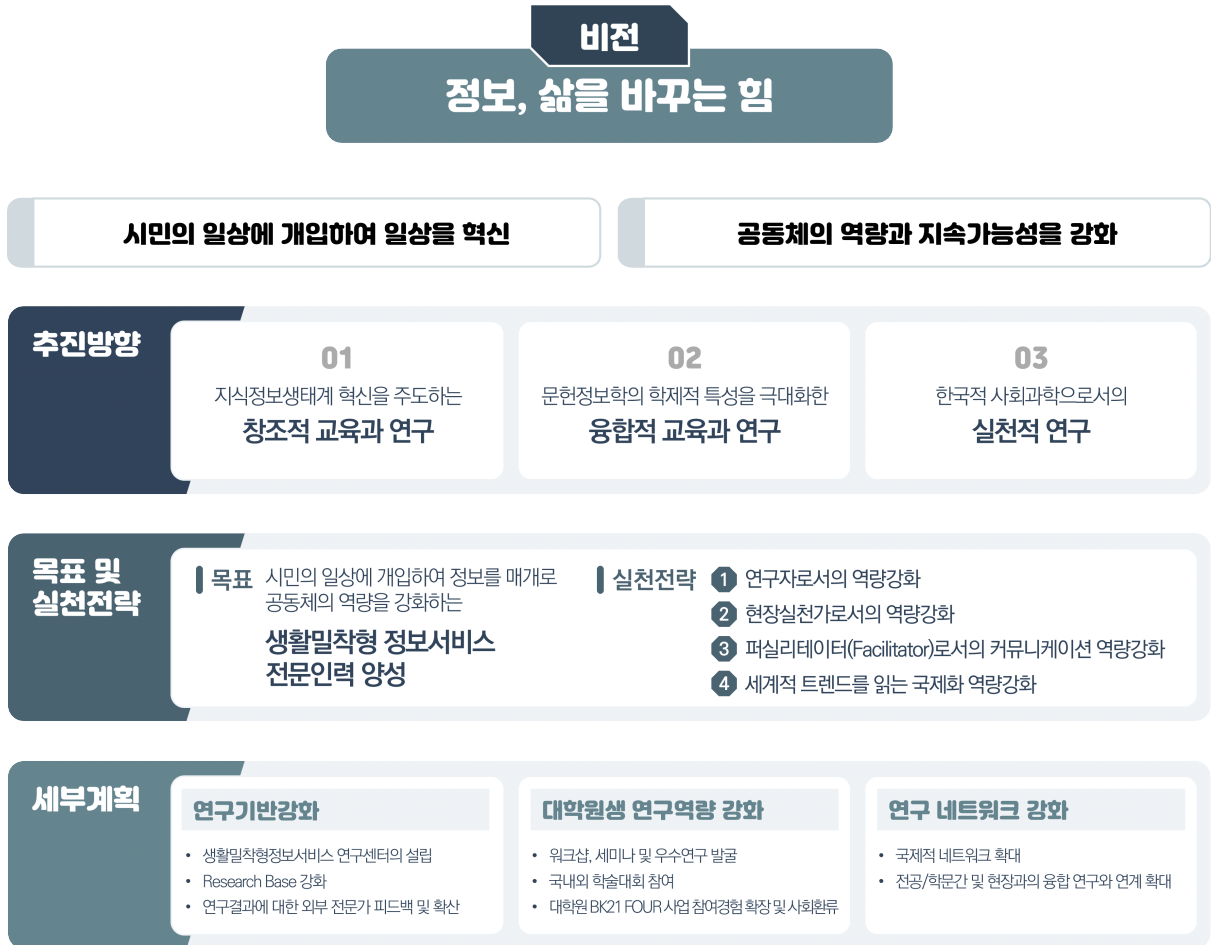 비전
정보, 삶을 바꾸는 힘
시민의 일상에 개입하여 일상을 혁신
공동체의 역량과 지속가능성을 강화
추진방향
01
지식정보생태계 혁신을 주도하는
창조적 교육과 연구
02
문헌정보학의 학제적 특성을 극대화한
융합적 교육과 연구
03
한국적 사회과학으로서의
실천적 연구
목표 및
실천전략
목표
시민의 일상에 개입하여 정보를 매개로
공동체의 역량을 강화하는
생활밀착형 정보서비스
전문인력 양성
실천전략
1 연구자로서의 역량강화
2 현장실천가로서의 역량강화
3 퍼실리테이터(Facilitator)로서의 커뮤니케이션 역량강화
4 세계적 트렌드를 읽는 국제화 역량강화
세부계획
연구기반강화
• 생활밀착형정보서비스 연구센터의 설립
• Research Base 강화
• 연구결과에 대한 외부 전문가 피드백 및 확산
대학원생 연구역량 강화
• 워크샵, 세미나 및 우수연구 발굴
• 국내외 학술대회 참여
• 대학원 BK21 FOUR 사업 참여경험 확장 및 사회환류
연구 네트워크 강화
• 국제적 네트워크 확대
• 전공/학문간 및 현장과의 융합 연구와 연계 확대